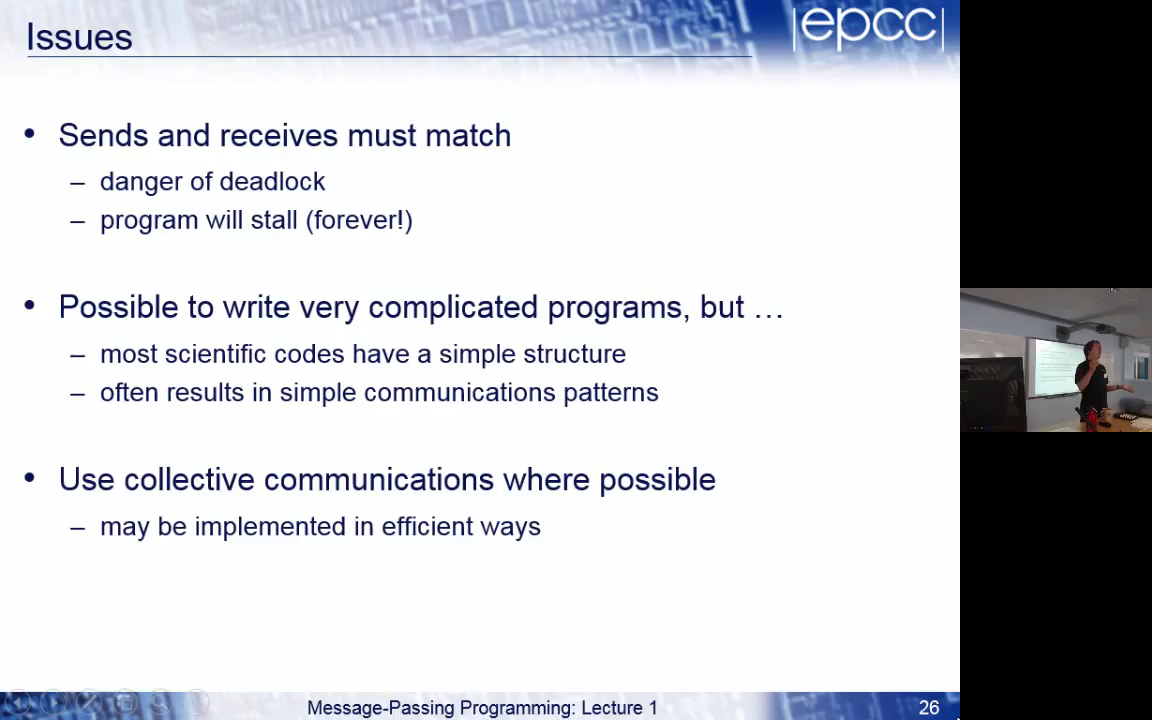 Issues
|epcc|
• Sends and receives must match
– danger of deadlock
– program will stall (forever!)
• Possible to write very complicated programs, but …
– most scientific codes have a simple structure
– often results in simple communications patterns
• Use collective communications where possible
– may be implemented in efficient ways
Message-Passing Programming: Lecture 1
26